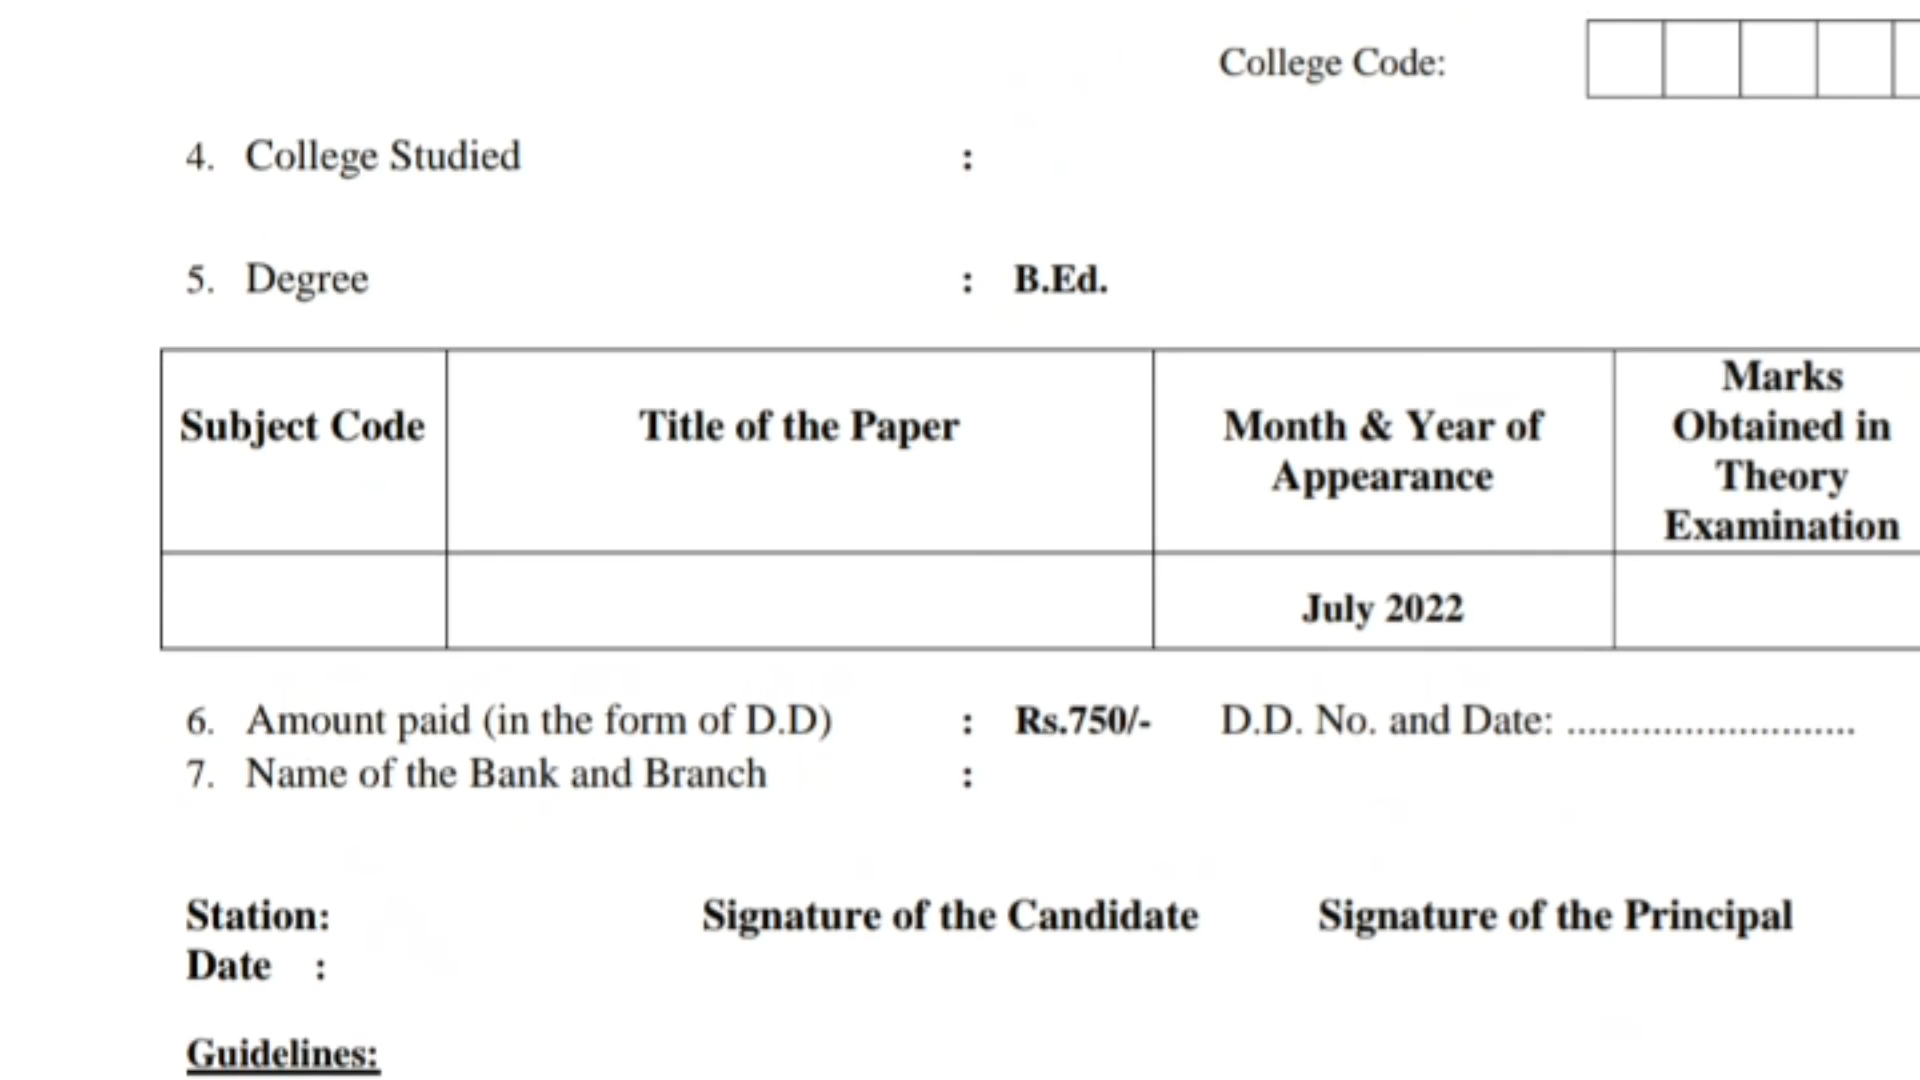 College Code:
4. College Studied :
5. Degree : B.Ed.
Subject Code Title of the Paper Month & Year of Appearance Marks Obtained in Theory Examination
July 2022
6. Amount paid (in the form of D.D) : Rs.750/- D.D. No. and Date: ...........................
7. Name of the Bank and Branch :
Station: Signature of the Candidate Signature of the Principal
Date :
Guidelines: